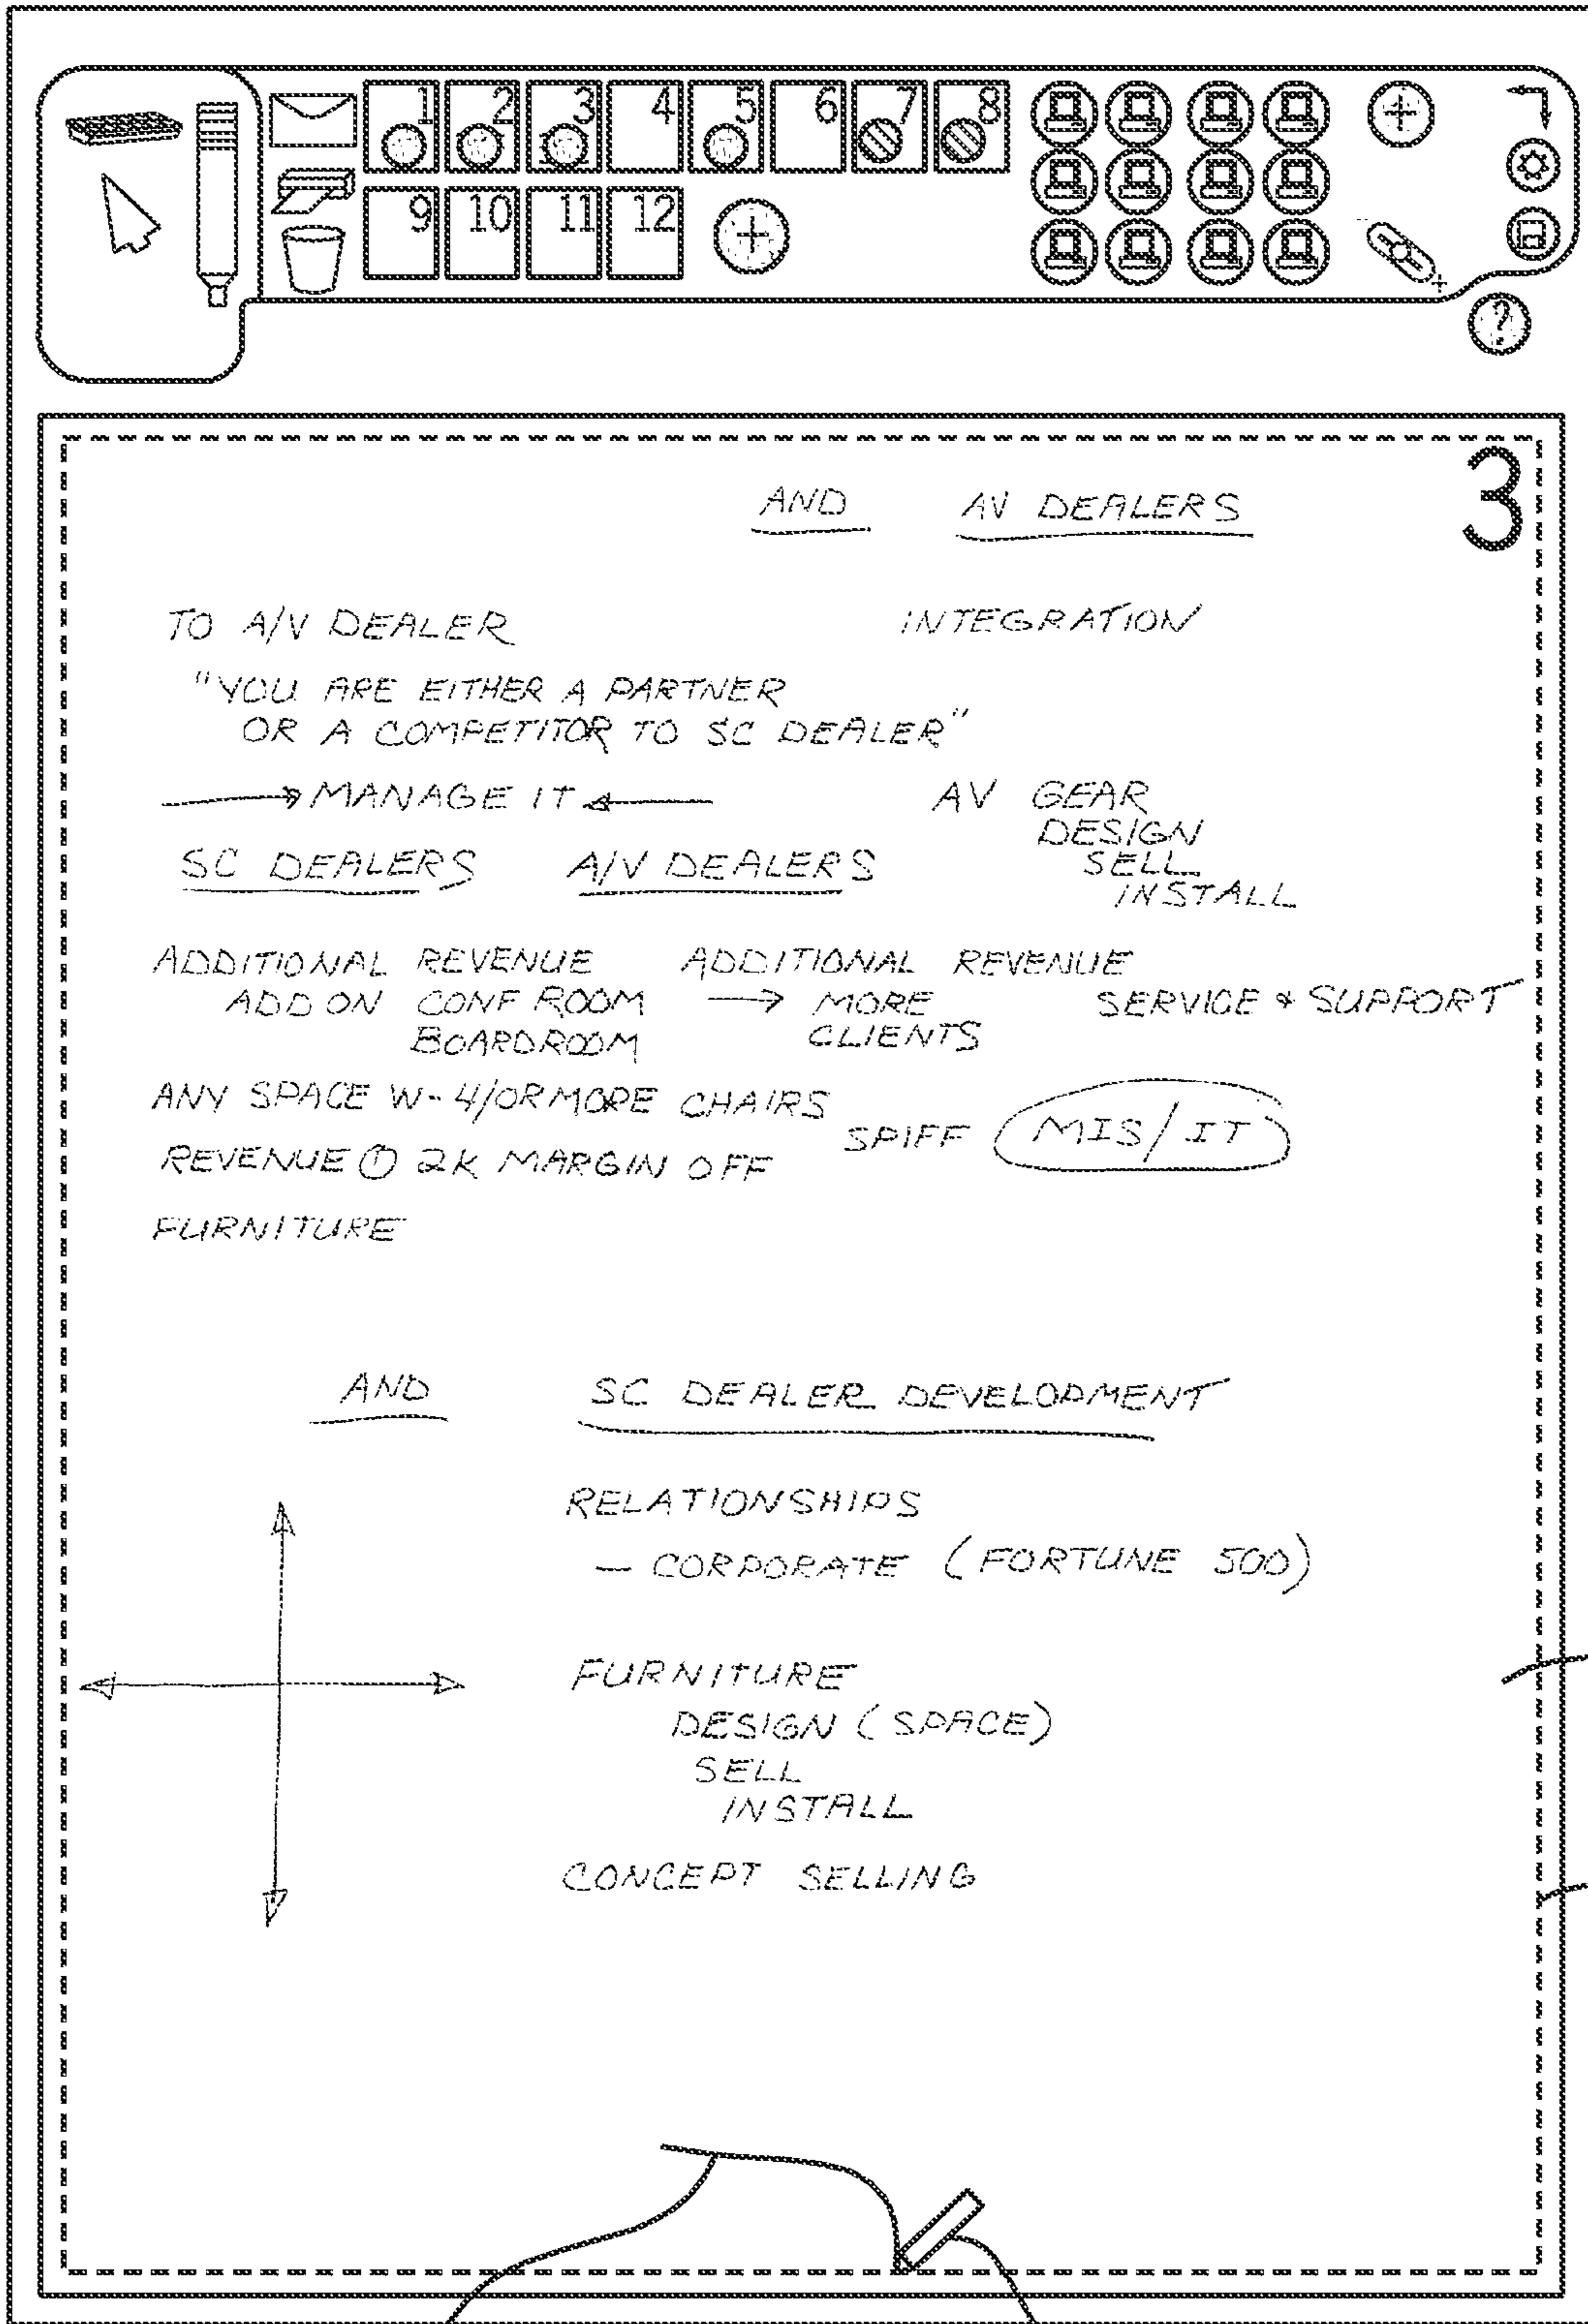 1 2 3 4 5 6 7 8
9 10 11 12
?
3
AND AV DEALERS
TO A/V DEALER INTEGRATION
"YOU ARE EITHER A PARTNER
OR A COMPETITOR TO SC DEALER"
MANAGE IT AV GEAR
DESIGN
SC DEALERS A/V DEALERS SELL
INSTALL
ADDITIONAL REVENUE ADDITIONAL REVENUE
ADD ON CONF ROOM → MORE SERVICE & SUPPORT
BOARDROOM CLIENTS
ANY SPACE W- 4/OR MORE CHAIRS
SPIFF MIS/IT
REVENUE ① 2K MARGIN OFF
FURNITURE
AND SC DEALER DEVELOPMENT
RELATIONSHIPS
— CORPORATE (FORTUNE 500)
FURNITURE
DESIGN (SPACE)
SELL
INSTALL
CONCEPT SELLING